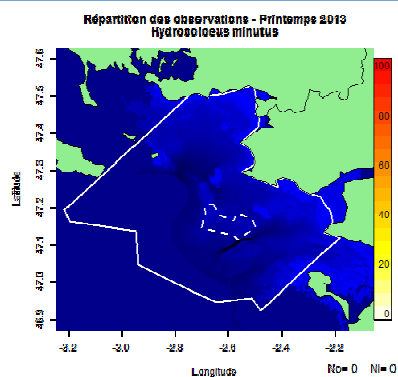 Répartition des observations - Printemps 2013
Hydrocoloeus minutus
47.6
47.5
47.4
47.3
47.2
47.1
47.0
46.9
Latitude
100
80
60
40
20
0
-3.2 -3.0 -2.8 -2.6 -2.4 -2.2
Longitude
No= 0 NI= 0